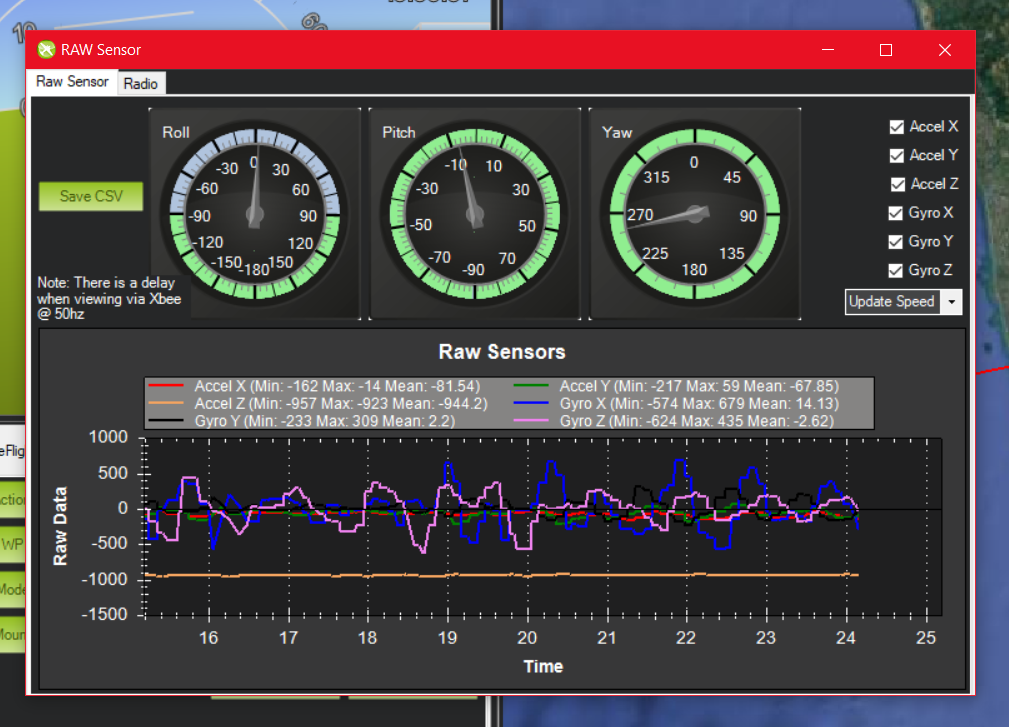 RAW Sensor
Raw Sensor Radio
Roll
-30 0 30
-60 60
-90 90
-120 120
-150 -180 150
Pitch
-10 10
-30 30
-50 50
-70 70
-90
Yaw
0
315 45
270 90
225 135
180
Accel X
Accel Y
Accel Z
Gyro X
Gyro Y
Gyro Z
Update Speed
Save CSV
Note: There is a delay
when viewing via Xbee
@ 50hz
Raw Sensors
Accel X (Min: -162 Max: -14 Mean: -81.54) Accel Y (Min: -217 Max: 59 Mean: -67.85)
Accel Z (Min: -957 Max: -923 Mean: -944.2) Gyro X (Min: -574 Max: 679 Mean: 14.13)
Gyro Y (Min: -233 Max: 309 Mean: 2.2) Gyro Z (Min: -624 Max: 435 Mean: -2.62)
1000
500
0
-500
-1000
-1500
Raw Data
16 17 18 19 20 21 22 23 24 25
Time
eFlig
WP